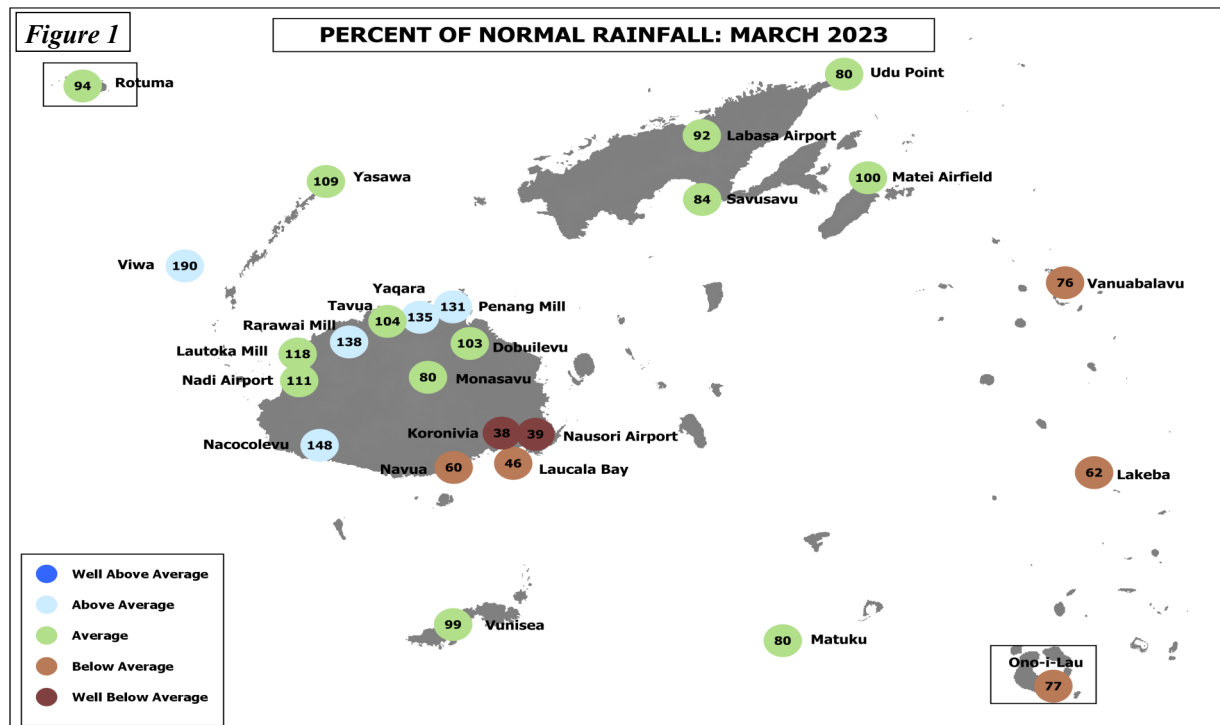 Figure 1
PERCENT OF NORMAL RAINFALL: MARCH 2023
94 Rotuma
80 Udu Point
92 Labasa Airport
109 Yasawa
100 Matei Airfield
84 Savusavu
Viwa 190
76 Vanuabalavu
Yaqara
135
131 Penang Mill
Tavua
104
Rarawai Mill
138
103 Dobuilevu
Lautoka Mill 118
Nadi Airport 111
80 Monasavu
Koronivia 38
39 Nausori Airport
Nacocolevu 148
Navua 60
46 Laucala Bay
62 Lakeba
Well Above Average
Above Average
Average
Below Average
Well Below Average
99 Vunisea
80 Matuku
Ono-i-Lau
77